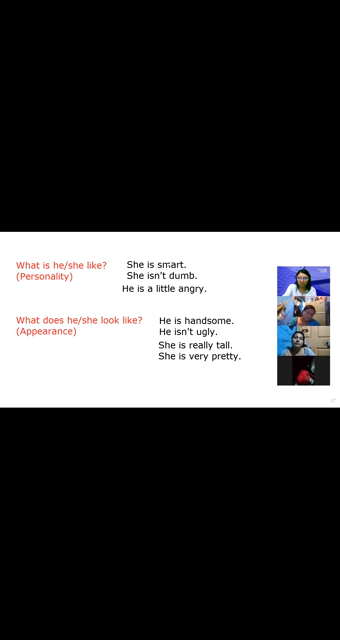 What is he/she like? She is smart.
(Personality) She isn't dumb.
He is a little angry.
What does he/she look like? He is handsome.
(Appearance) He isn't ugly.
She is really tall.
She is very pretty.